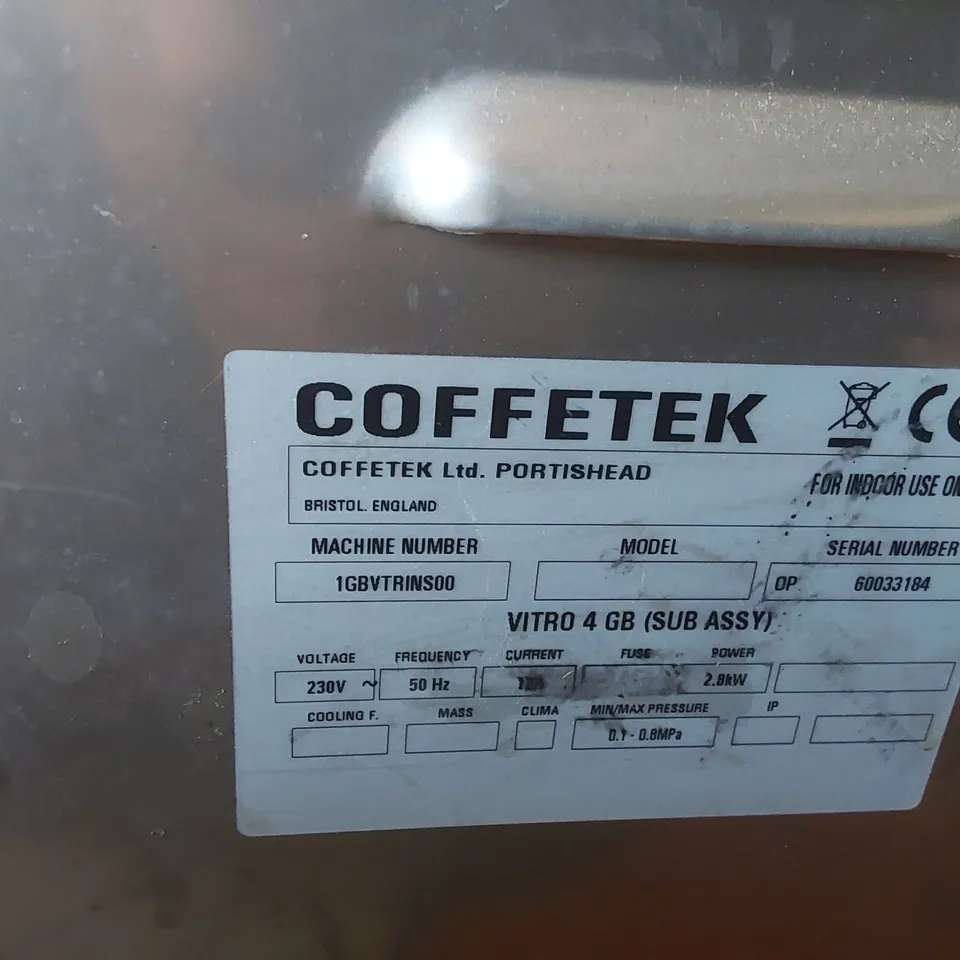 COFFETEK
CE
COFFETEK Ltd. PORTISHEAD
FOR INDOOR USE
BRISTOL. ENGLAND
MACHINE NUMBER MODEL SERIAL NUMBER
1GBVTRINS00 OP 60033184
VITRO 4 GB (SUB ASSY)
VOLTAGE FREQUENCY CURRENT FUSE POWER
230V ~ 50 Hz 2.8kW
COOLING F. MASS CLIMA MIN/MAX PRESSURE IP
0.1 - 0.8MPa